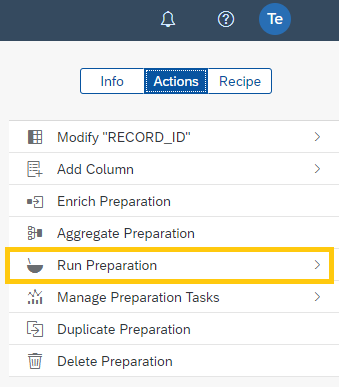 Te
Info Actions Recipe
Modify "RECORD_ID"
Add Column
Enrich Preparation
Aggregate Preparation
Run Preparation
Manage Preparation Tasks
Duplicate Preparation
Delete Preparation